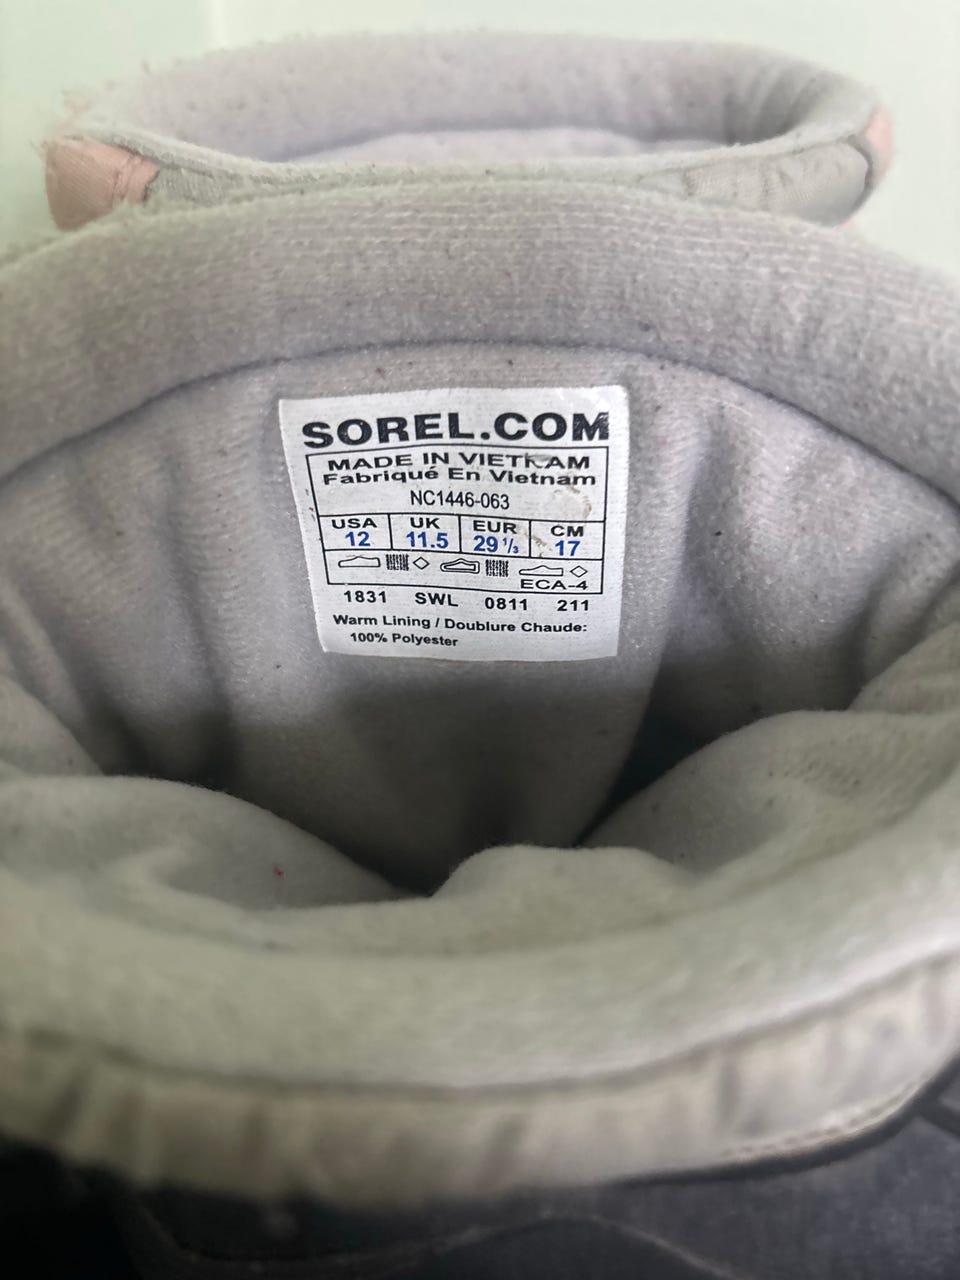 SOREL.COM
MADE IN VIETNAM
Fabriqué En Vietnam
NC1446-063
USA UK EUR CM
12 11.5 29 1/3 17
ECA-4
1831 SWL 0811 211
Warm Lining / Doublure Chaude:
100% Polyester